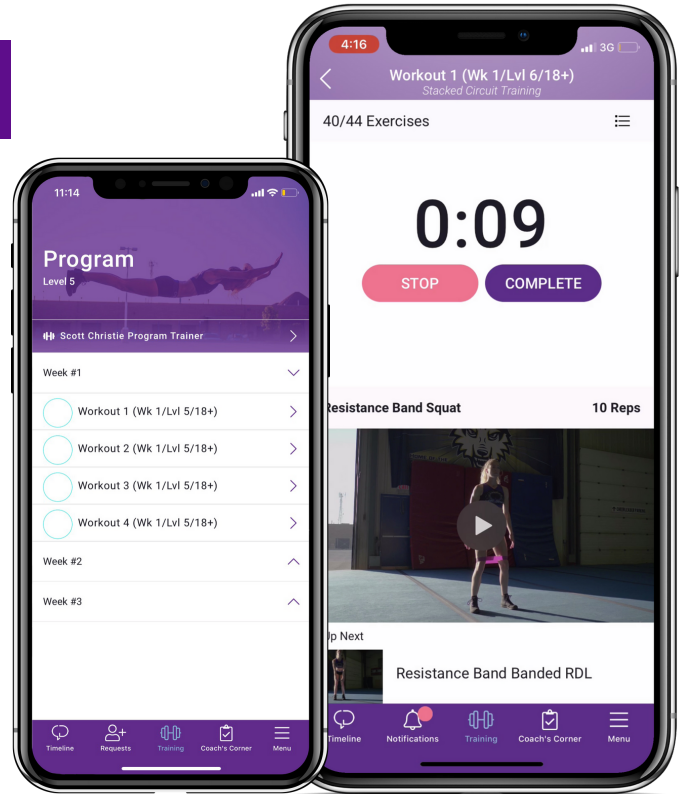 11:14
Program
Level 5
Scott Christie Program Trainer
Week #1
Workout 1 (Wk 1/Lvl 5/18+)
Workout 2 (Wk 1/Lvl 5/18+)
Workout 3 (Wk 1/Lvl 5/18+)
Workout 4 (Wk 1/Lvl 5/18+)
Week #2
Week #3
Timeline
Requests
Training
Coach's Corner
Menu
4:16
3G
Workout 1 (Wk 1/Lvl 6/18+)
Stacked Circuit Training
40/44 Exercises
0:09
STOP
COMPLETE
Resistance Band Squat
10 Reps
Up Next
Resistance Band Banded RDL
Timeline
Notifications
Training
Coach's Corner
Menu